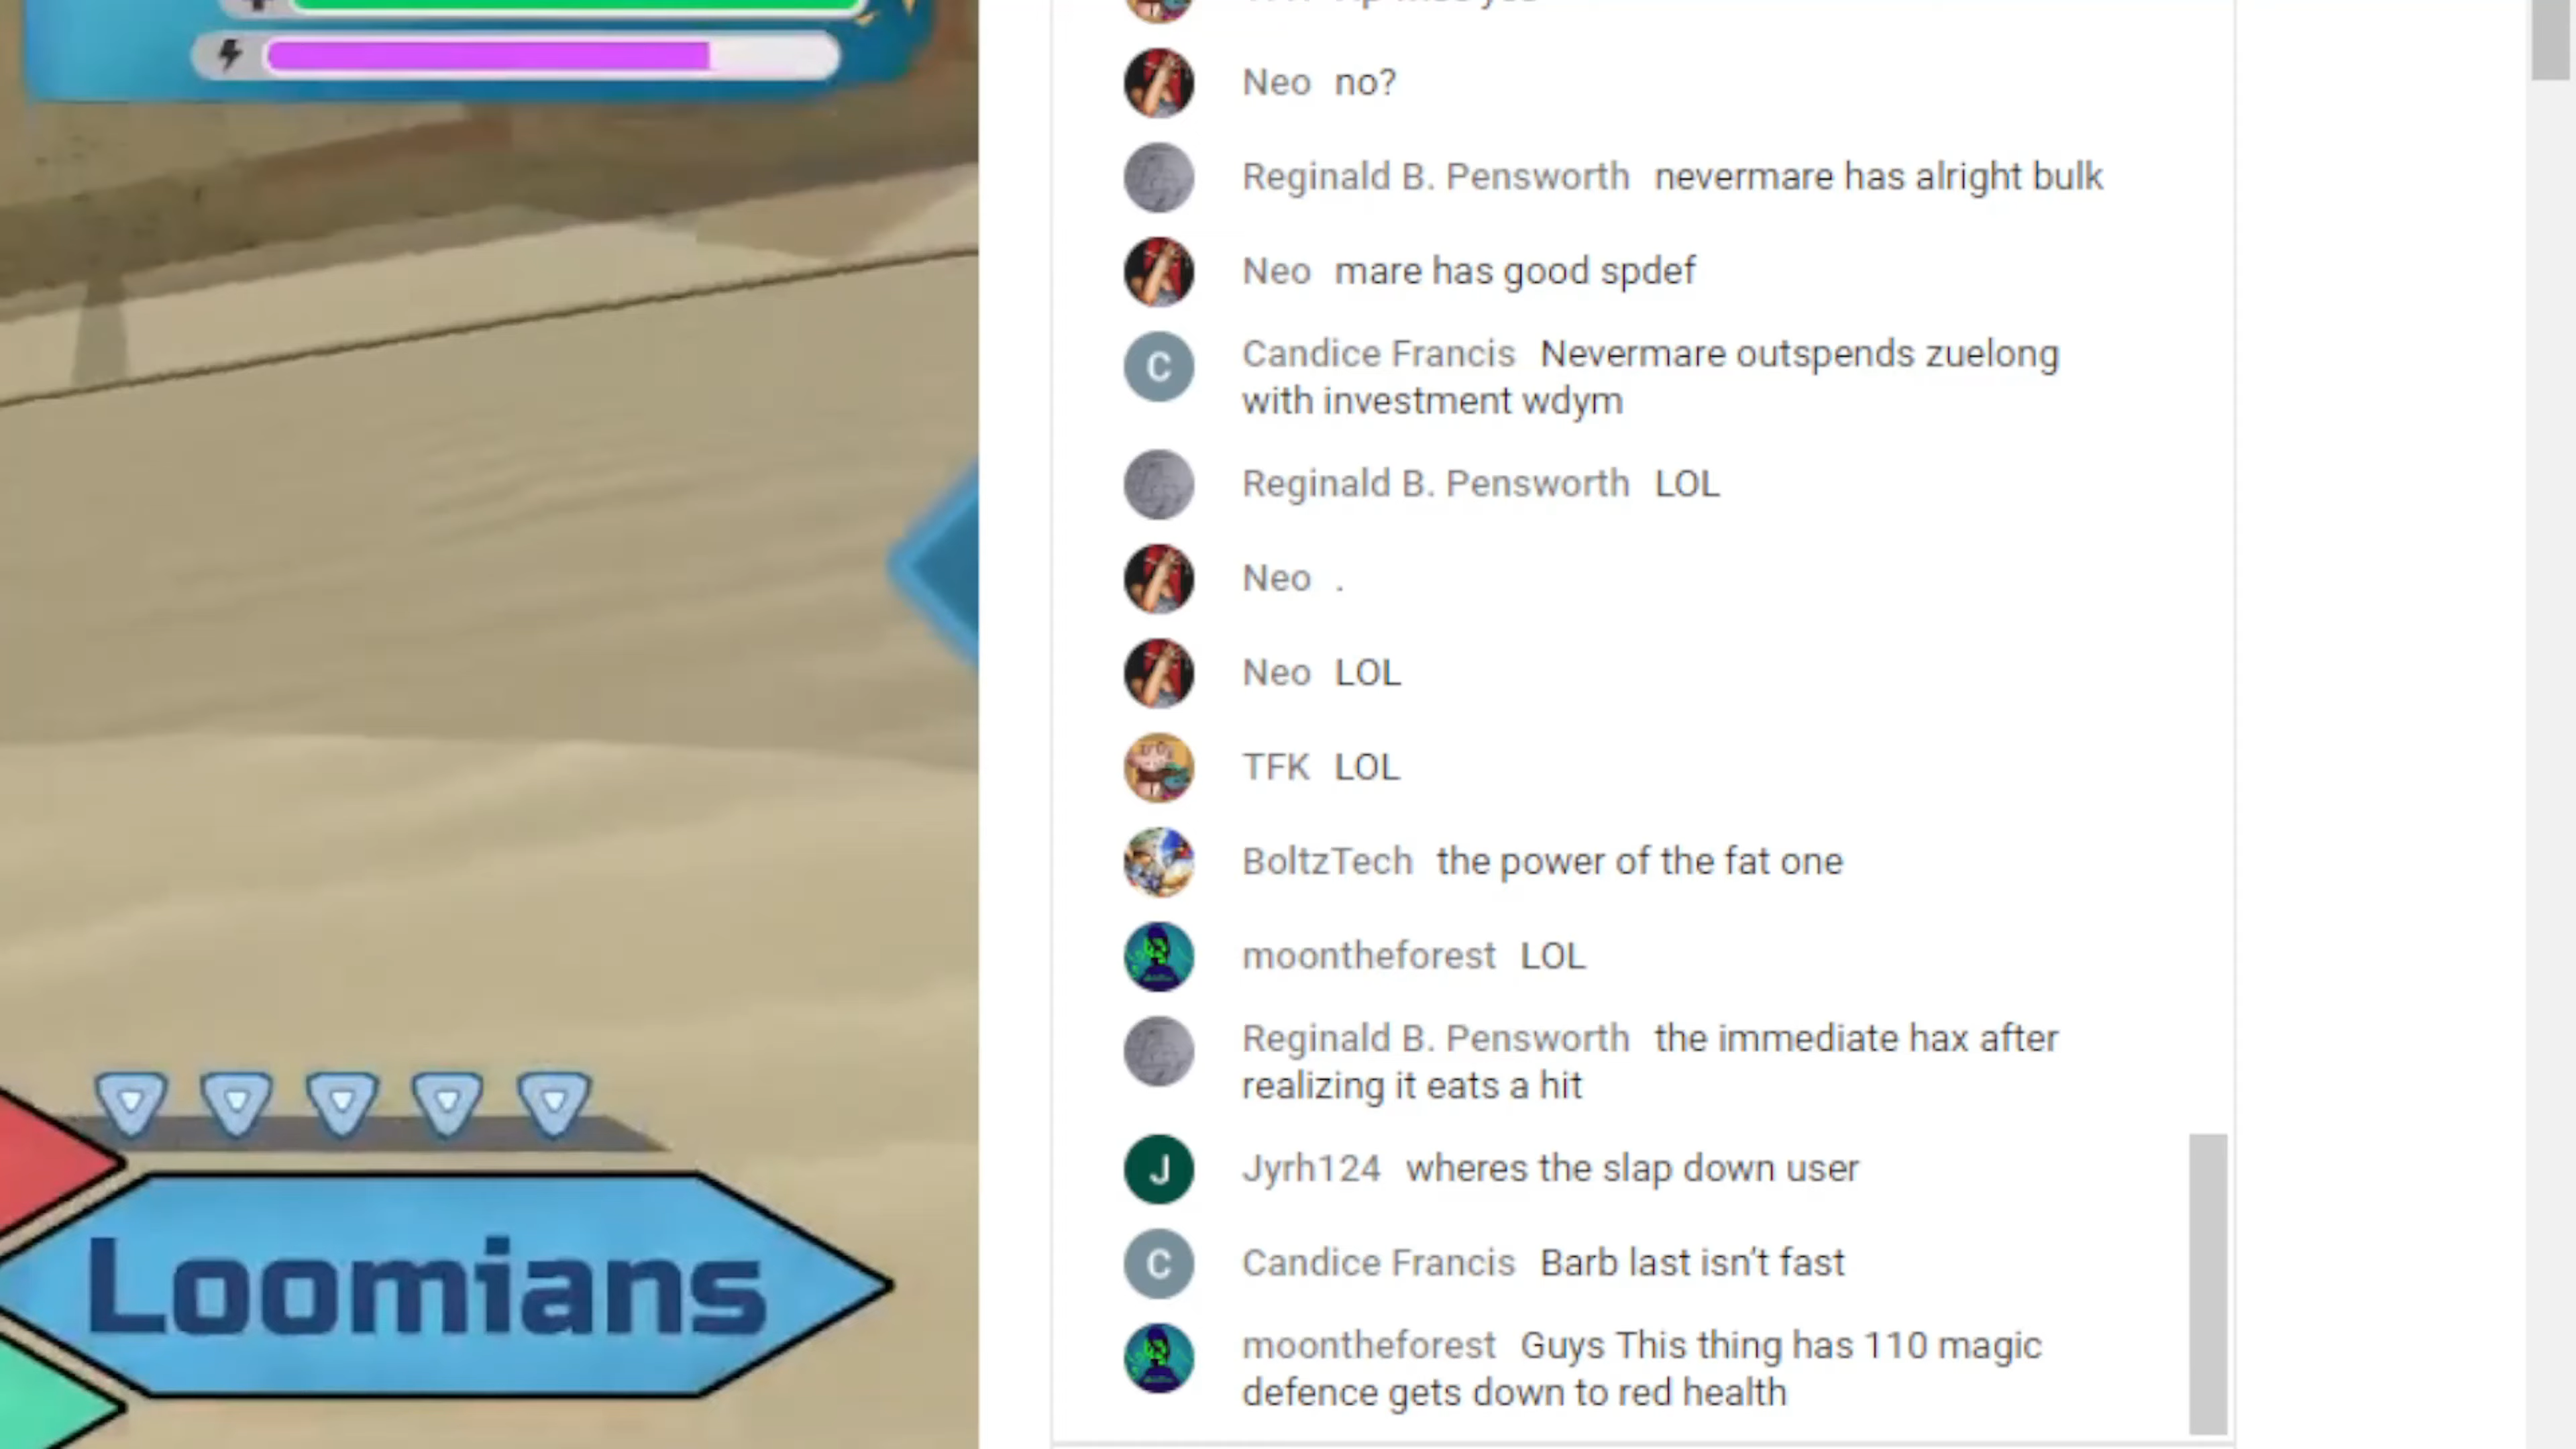 Neo no?
Reginald B. Pensworth nevermare has alright bulk
Neo mare has good spdef
Candice Francis Nevermare outspends zuelong
with investment wdym
C
Reginald B. Pensworth LOL
Neo .
Neo LOL
TFK LOL
BoltzTech the power of the fat one
moontheforest LOL
Reginald B. Pensworth the immediate hax after
realizing it eats a hit
J
Jyrh124 wheres the slap down user
C
Candice Francis Barb last isn't fast
moontheforest Guys This thing has 110 magic
defence gets down to red health
Loomians